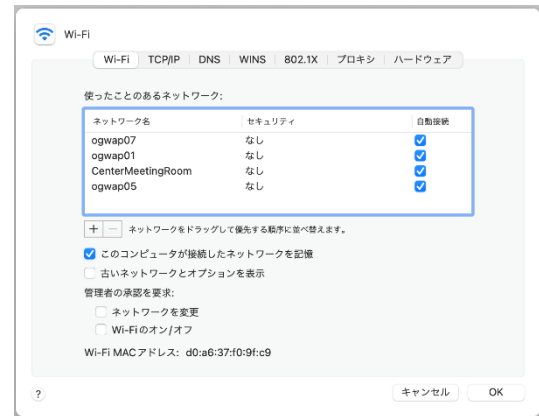 Wi-Fi
Wi-Fi TCP/IP DNS WINS 802.1X プロキシ ハードウェア
使ったことのあるネットワーク:
ネットワーク名 セキュリティ 自動接続
ogwap07 なし
ogwap01 なし
CenterMeetingRoom なし
ogwap05 なし
+ − ネットワークをドラッグして優先する順序に並べ替えます。
このコンピュータが接続したネットワークを記憶
古いネットワークとオプションを表示
管理者の承認を要求:
ネットワークを変更
Wi-Fiのオン/オフ
Wi-Fi MACアドレス: d0:a6:37:f0:9f:c9
? キャンセル OK